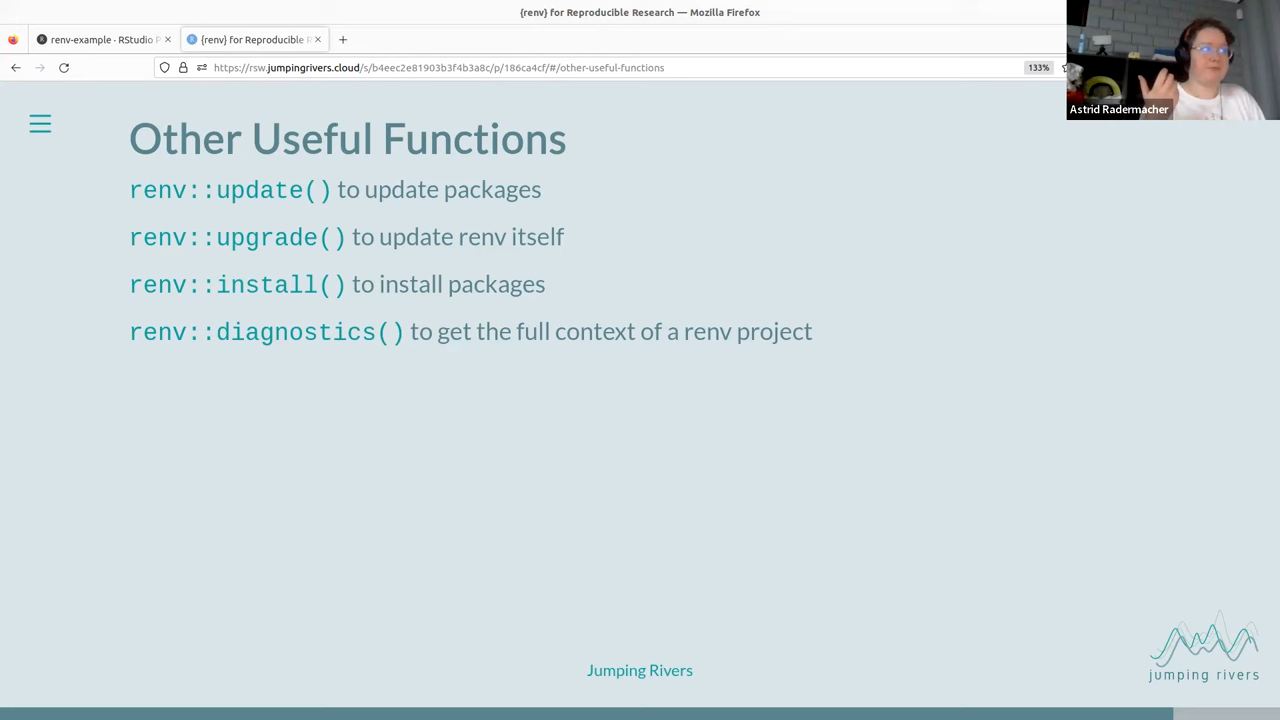 {renv} for Reproducible Research — Mozilla Firefox
renv-example · RStudio P
{renv} for Reproducible R
https://rsw.jumpingrivers.cloud/s/b4eec2e81903b3f4b3a8c/p/186ca4cf/#/other-useful-functions
133%
Astrid Radermacher
Other Useful Functions
renv::update() to update packages
renv::upgrade() to update renv itself
renv::install() to install packages
renv::diagnostics() to get the full context of a renv project
Jumping Rivers
jumping rivers